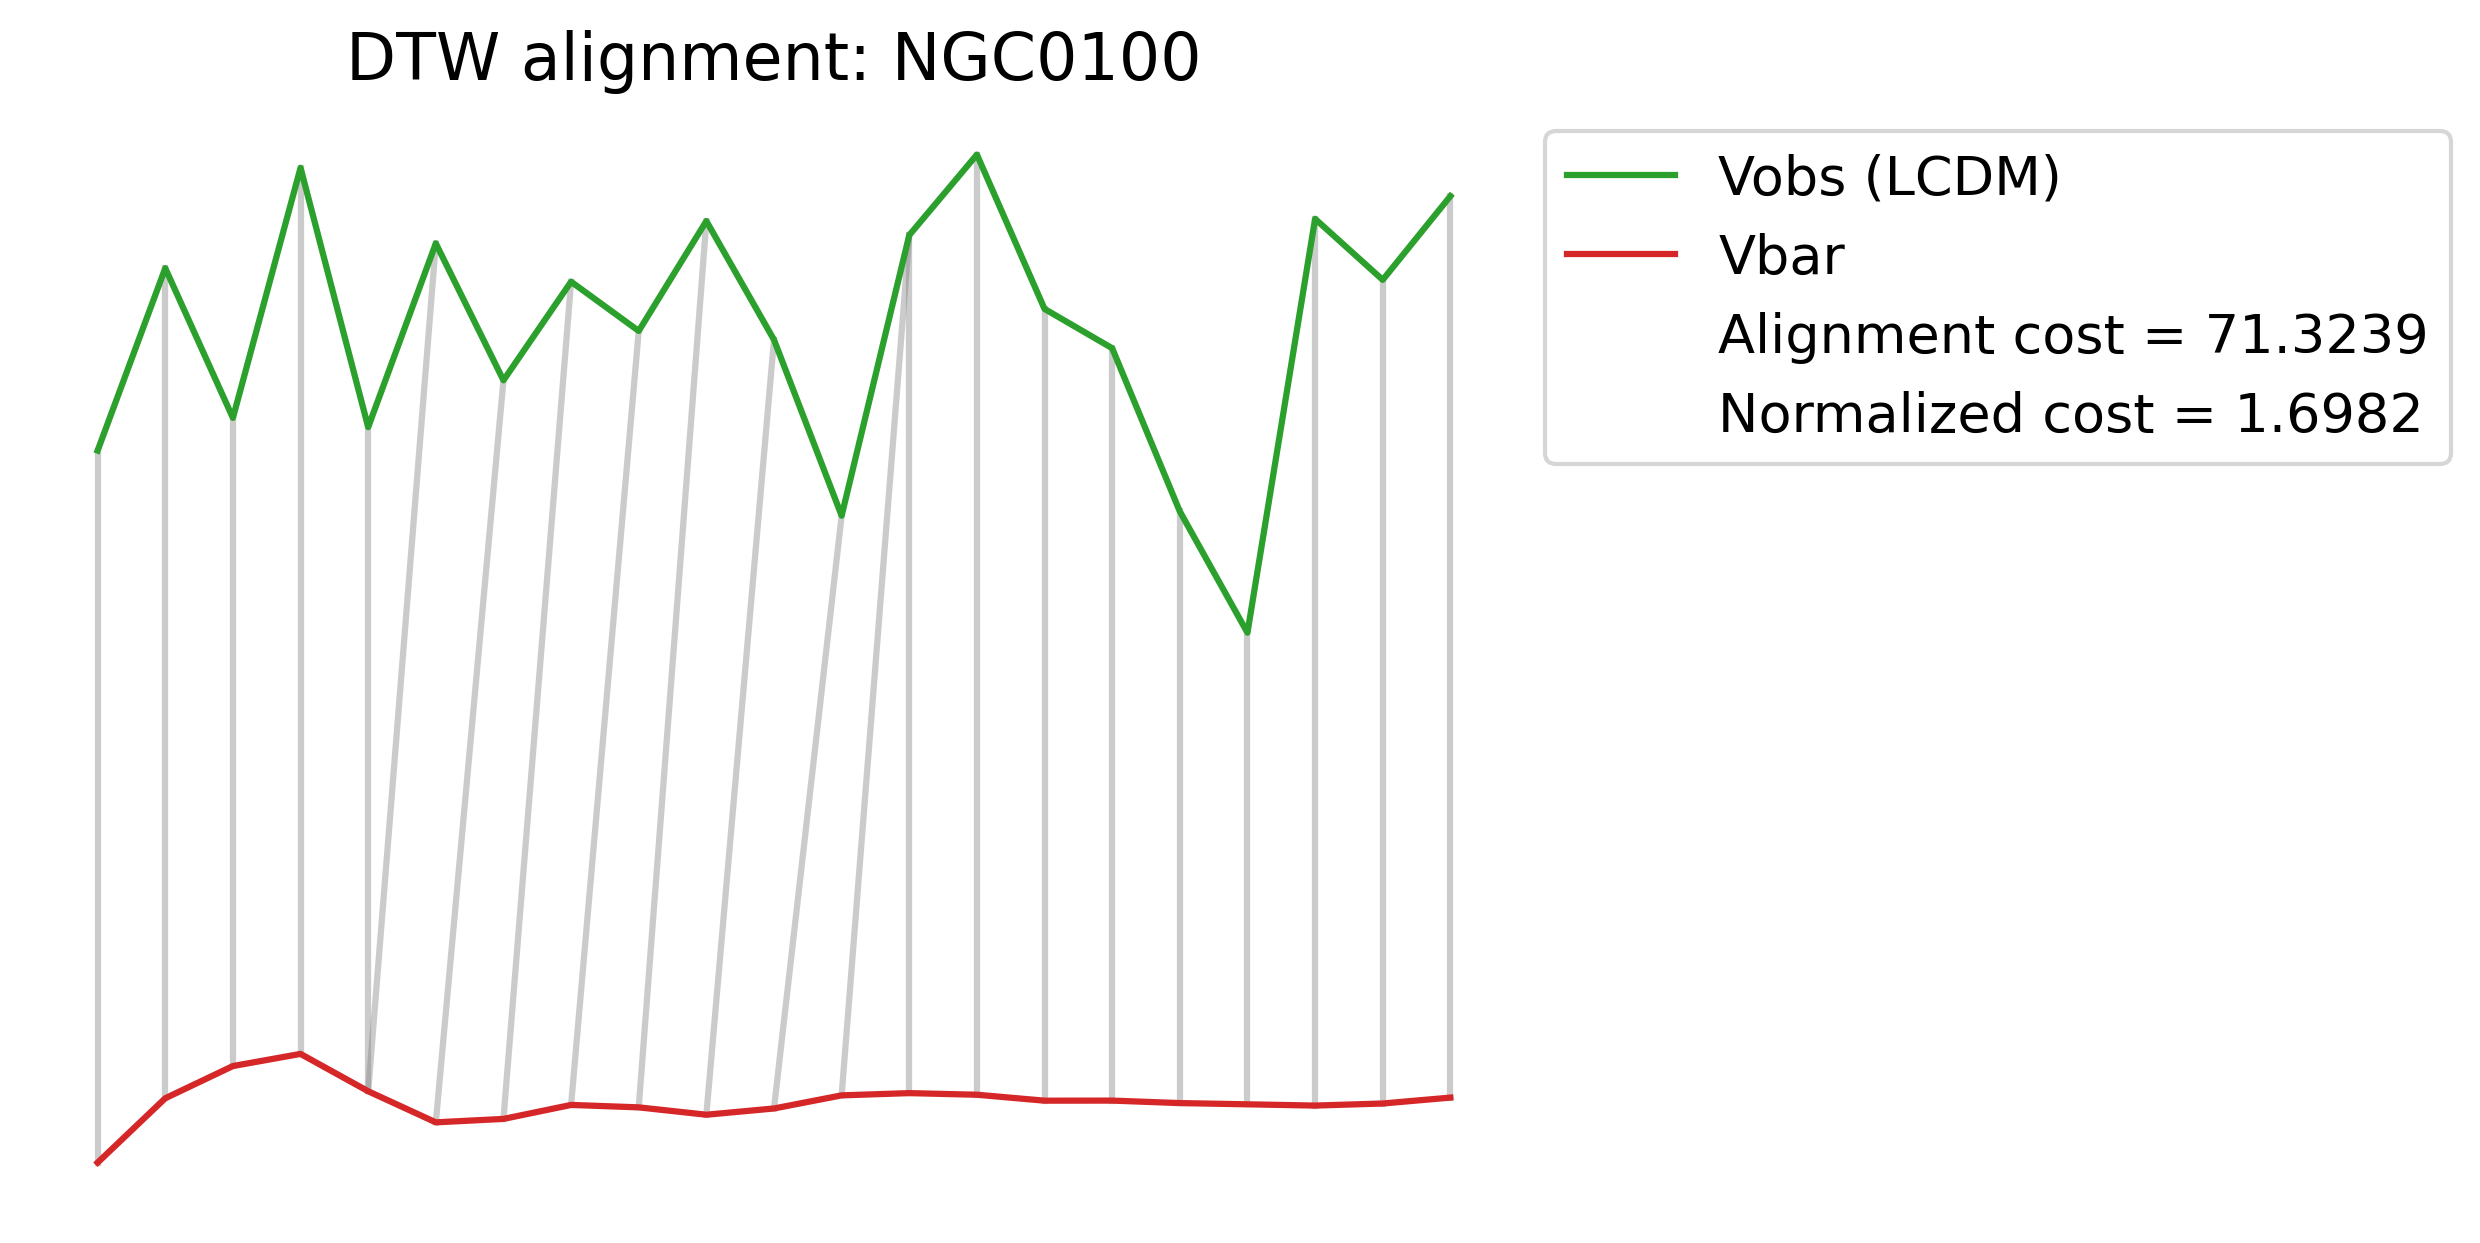 DTW alignment: NGC0100
Vobs (LCDM)
Vbar
Alignment cost = 71.3239
Normalized cost = 1.6982